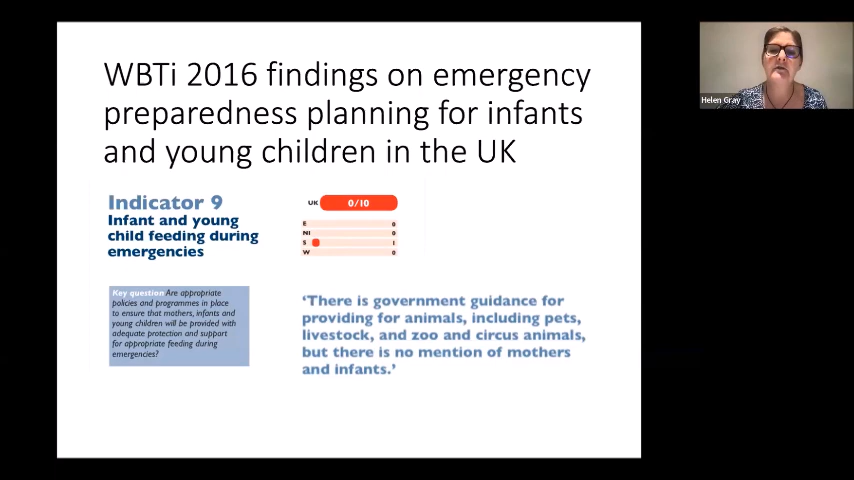 WBTi 2016 findings on emergency
preparedness planning for infants
and young children in the UK
Indicator 9
Infant and young
child feeding during
emergencies
UK 0/10
E 0
NI 0
S 1
W 0
Key question Are appropriate
policies and programmes in place
to ensure that mothers, infants and
young children will be provided with
adequate protection and support
for appropriate feeding during
emergencies?
‘There is government guidance for
providing for animals, including pets,
livestock, and zoo and circus animals,
but there is no mention of mothers
and infants.’
Helen Gray